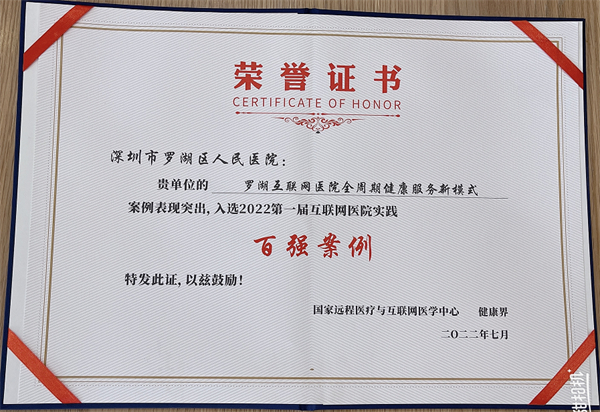 荣誉证书
CERTIFICATE OF HONOR
深圳市罗湖区人民医院：
贵单位的 罗湖互联网医院全周期健康服务新模式
案例表现突出，入选2022第一届互联网医院实践
百强案例
特发此证，以兹鼓励！
国家远程医疗与互联网医学中心 健康界
二〇二二年七月